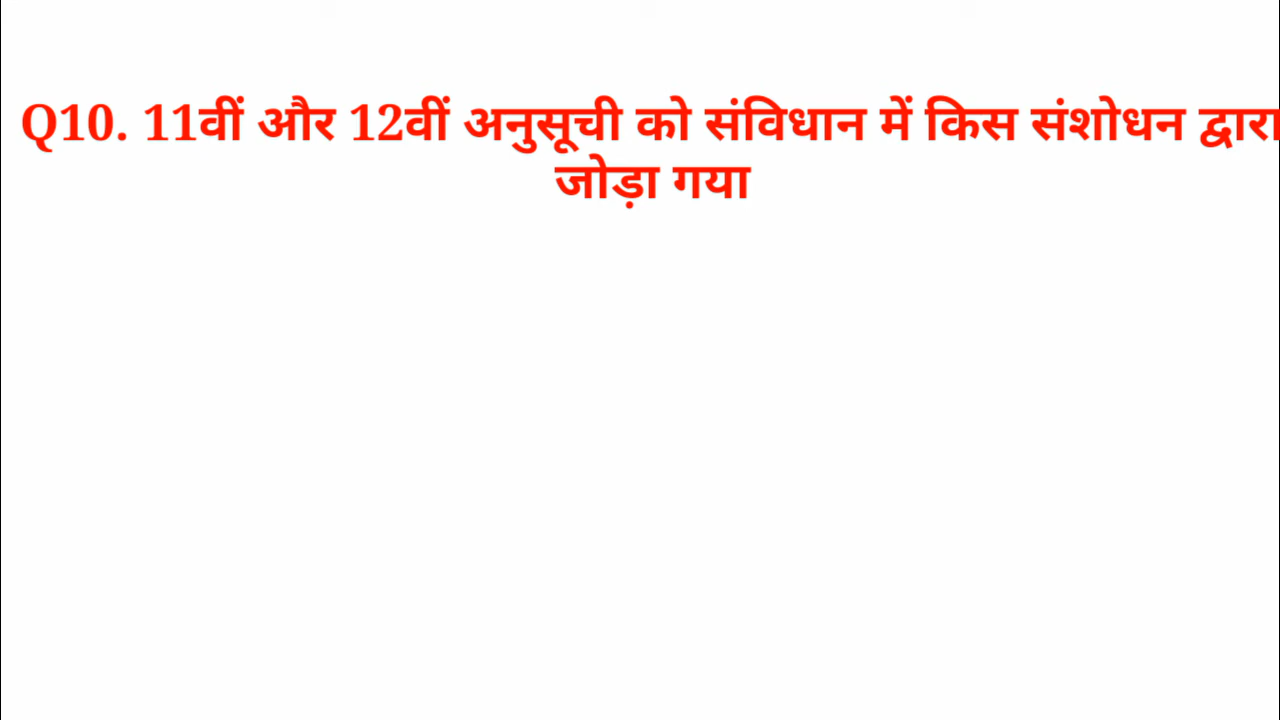 Q10. 11वीं और 12वीं अनुसूची को संविधान में किस संशोधन द्वारा
जोड़ा गया